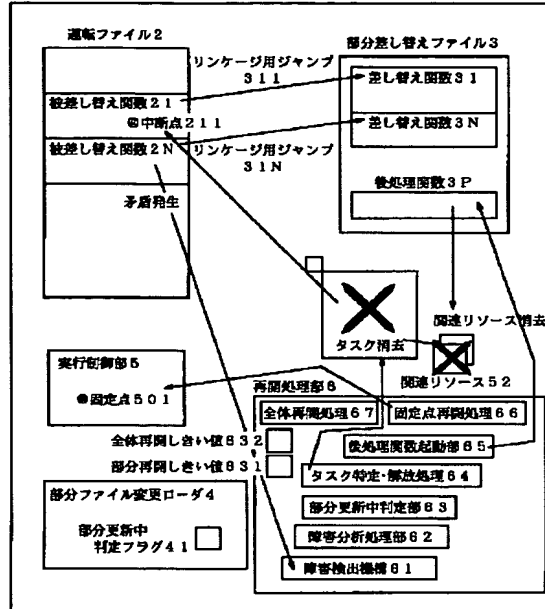 運転ファイル2
リンケージ用ジャンプ
311
部分差し替えファイル3
差し替え関数31
被差し替え関数21
◎中断点211
差し替え関数3N
被差し替え関数2N
リンケージ用ジャンプ
31N
矛盾発生
後処理関数3P
タスク消去
関連リソース消去
関連リソース52
実行制御部5
●固定点501
再開処理部6
全体再開処理67
固定点再開処理66
全体再開しきい値632
部分再開しきい値631
後処理関数起動部65
タスク特定・解放処理64
部分ファイル変更ローダ4
部分更新中
判定フラグ41
部分更新中判定部63
障害分析処理部62
障害検出機構61